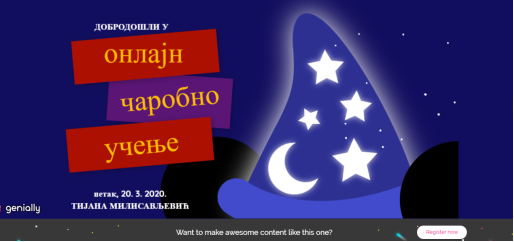 ДОБРОДОШЛИ У
онлајн
чаробно
учење
петак, 20. 3. 2020.
ТИЈАНА МИЛИСАВЉЕВИЋ
genially
Want to make awesome content like this one?
Register now